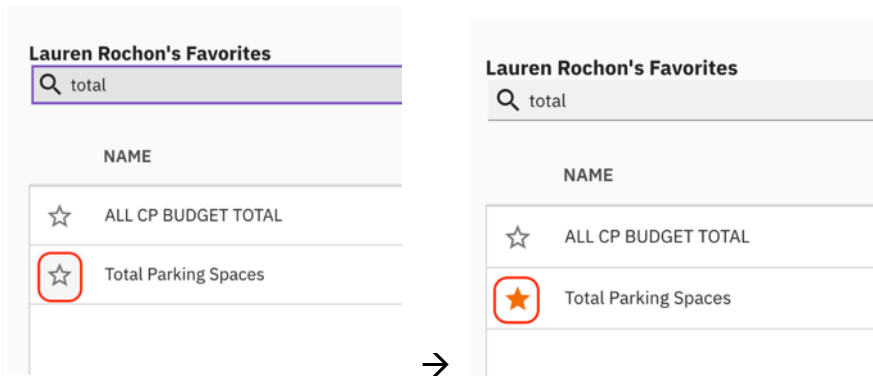 Lauren Rochon's Favorites
total
NAME
ALL CP BUDGET TOTAL
Total Parking Spaces
→
Lauren Rochon's Favorites
total
NAME
ALL CP BUDGET TOTAL
Total Parking Spaces